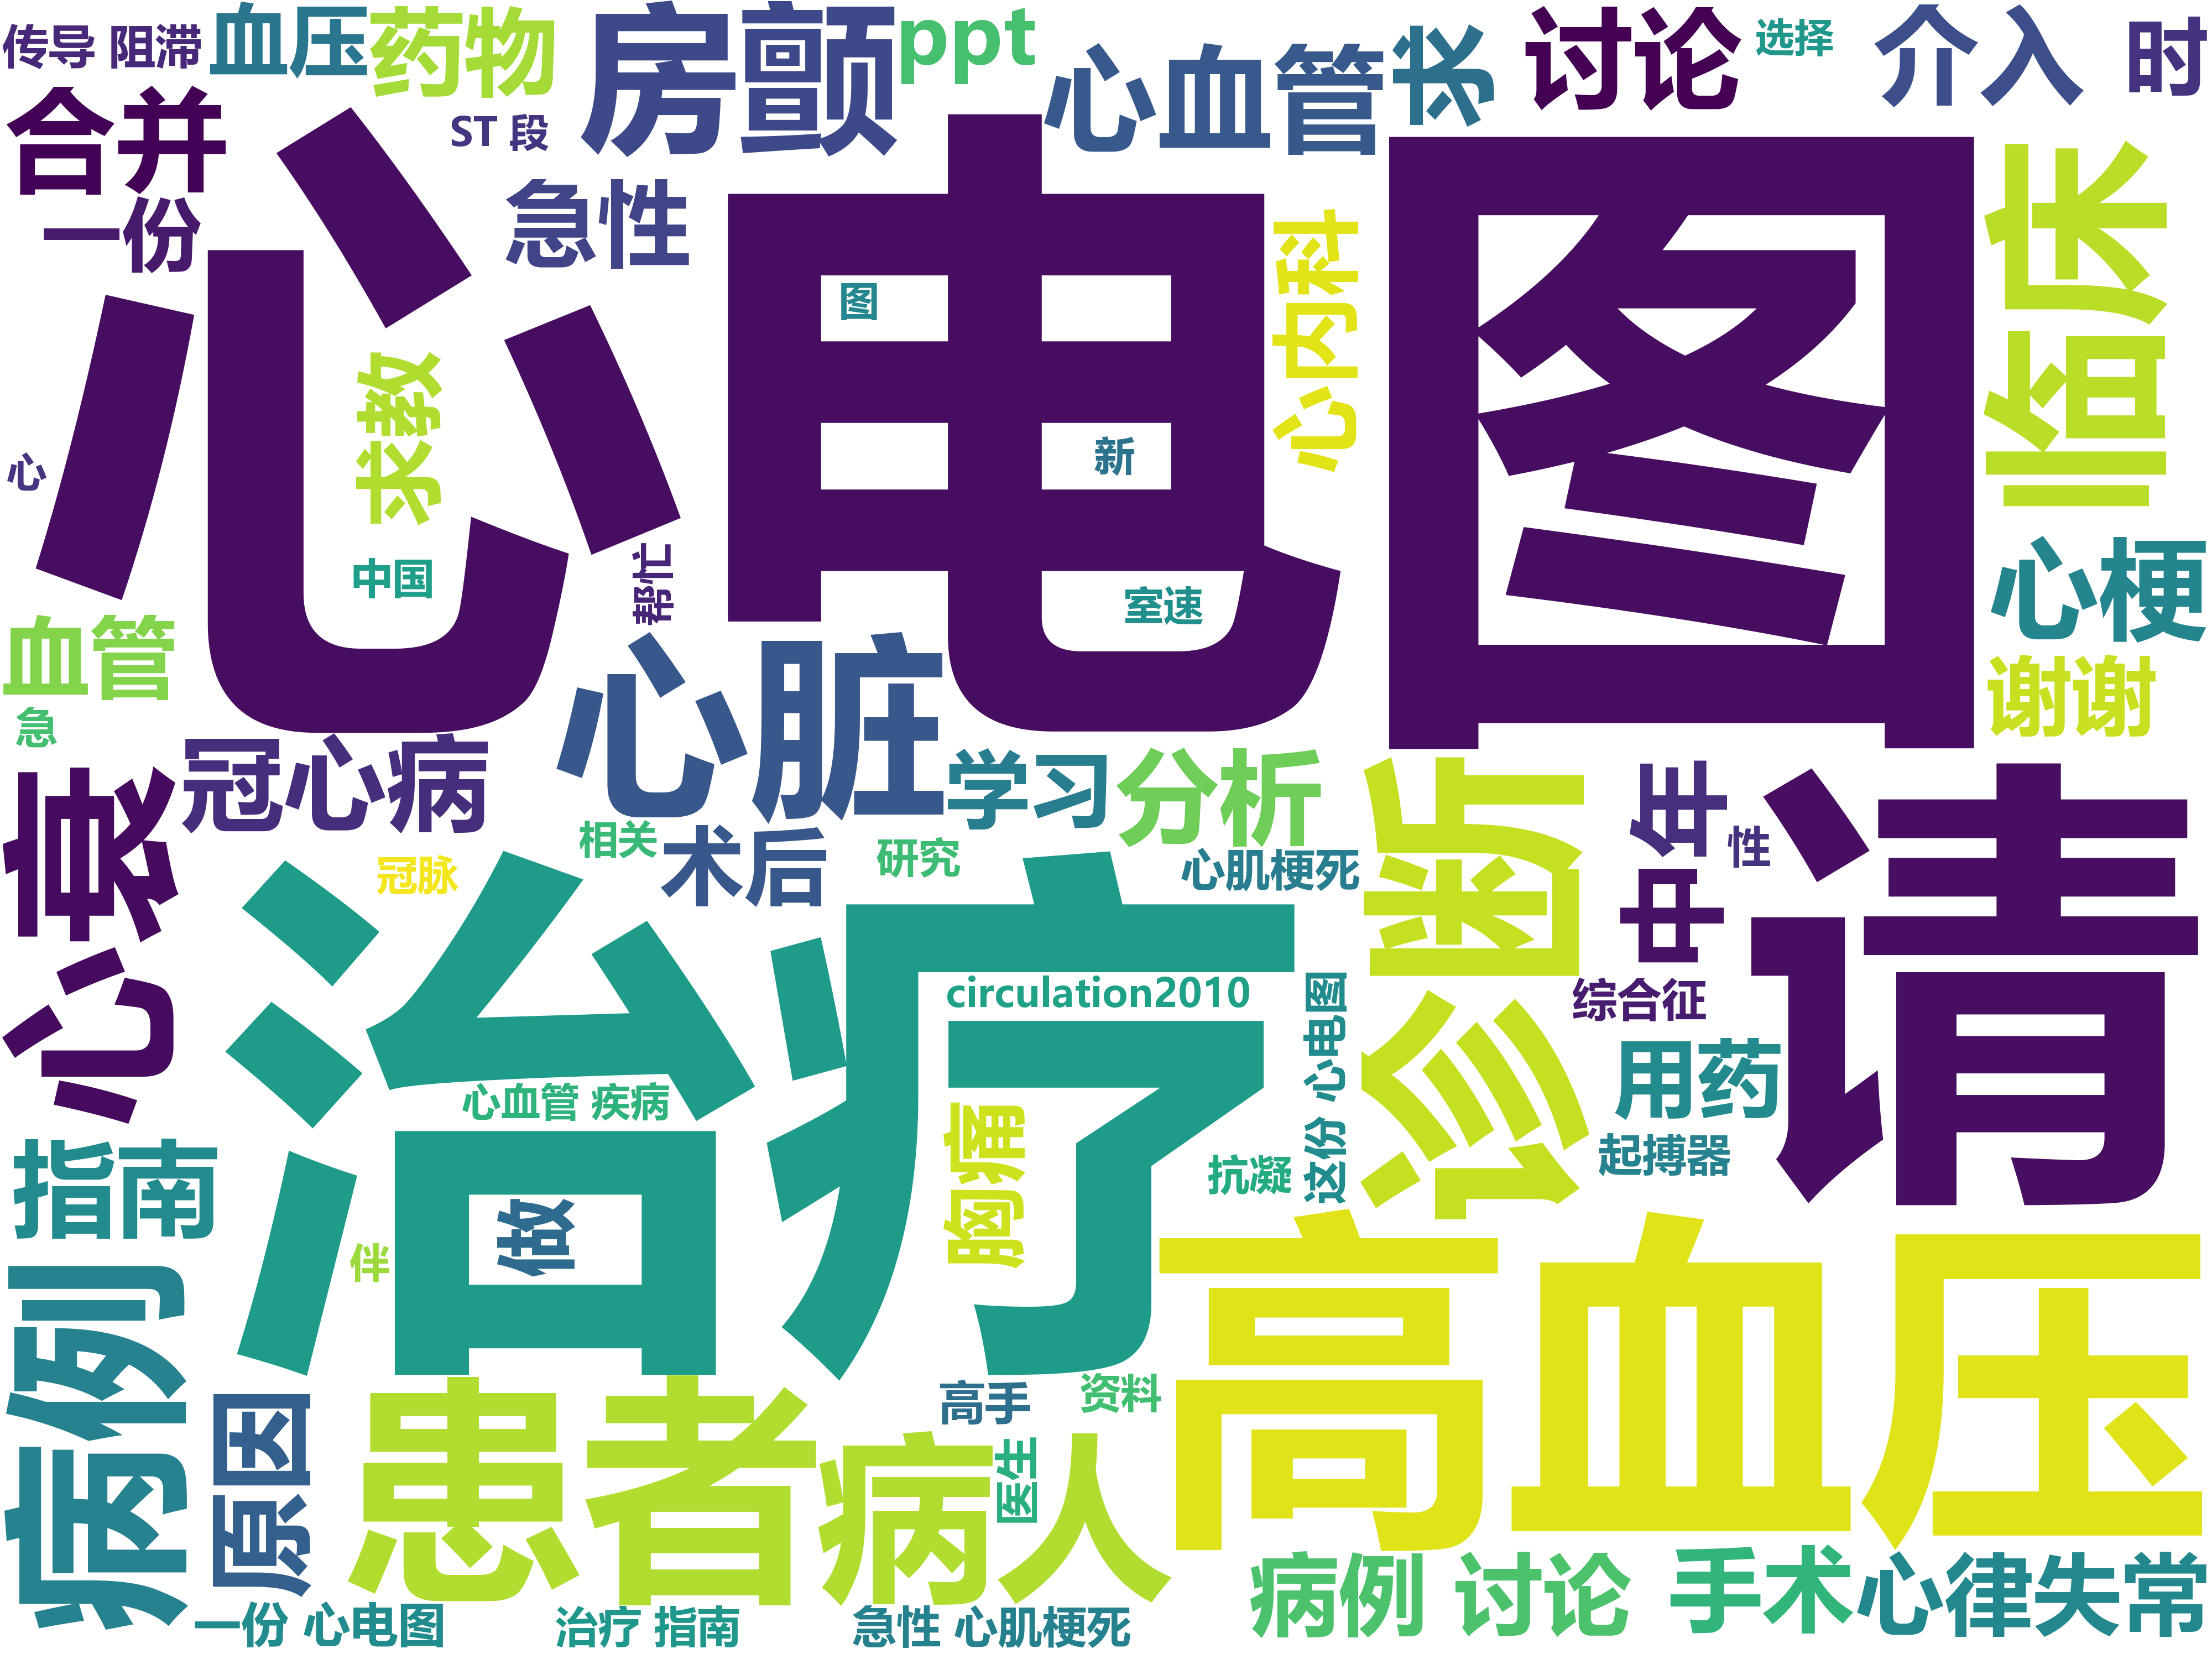 传导 阻滞
血压
药物
房颤
ppt
心血管
长
讨论
选择
介入
时
合并
ST 段
一份
急性
心电图
图
心内科
临床
求教
新
心
中国
帮忙
室速
心梗
血管
心脏
谢谢
急
冠心病
学习
分析
诊断
中年
性
请
心衰
相关
术后
研究
心肌梗死
冠脉
治疗
circulation2010
这份 心电图
综合征
用药
心血管 疾病
胸痛
抗凝
起搏器
指南
做
伴
高血压
病例
原因
患者
高手
资料
病人
医生
病例 讨论
手术
心律失常
一份 心电图
治疗 指南
急性 心肌梗死